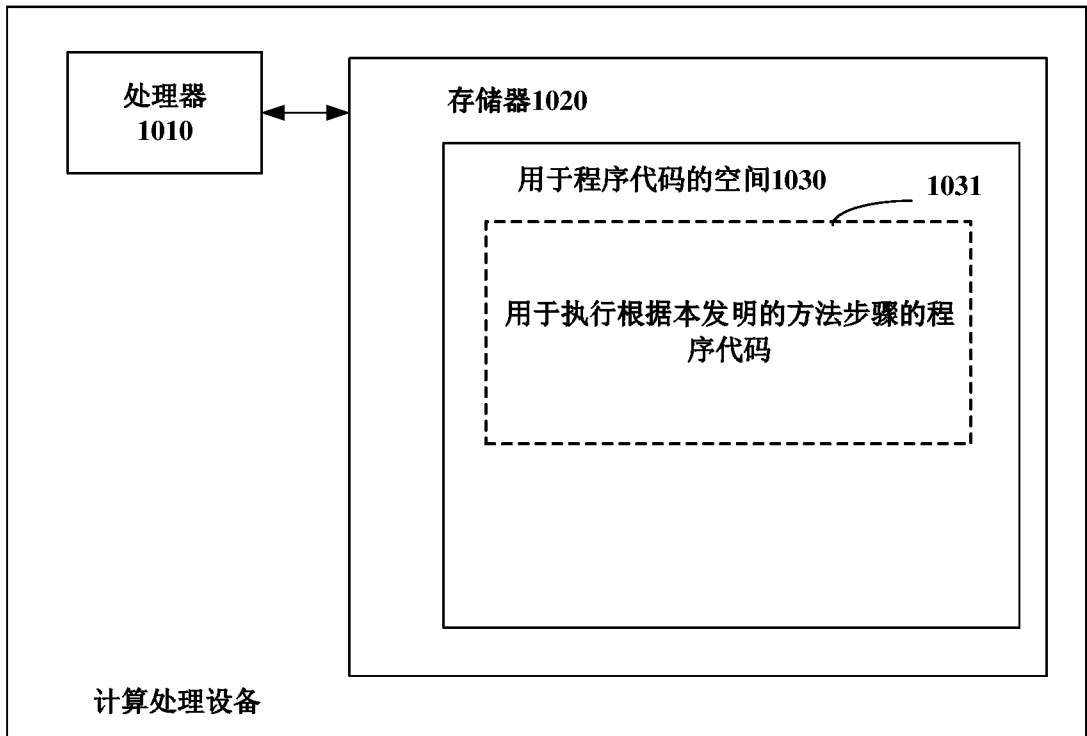 处理器
1010
存储器1020
用于程序代码的空间1030
1031
用于执行根据本发明的方法步骤的程
序代码
计算处理设备